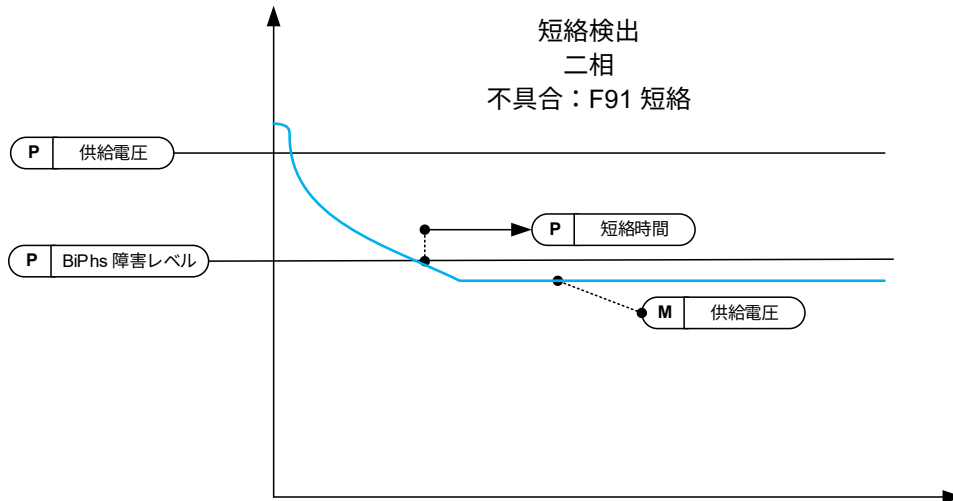 短絡検出
二相
不具合：F91 短絡
P 供給電圧
P 短絡時間
P BiPhs 障害レベル
M 供給電圧